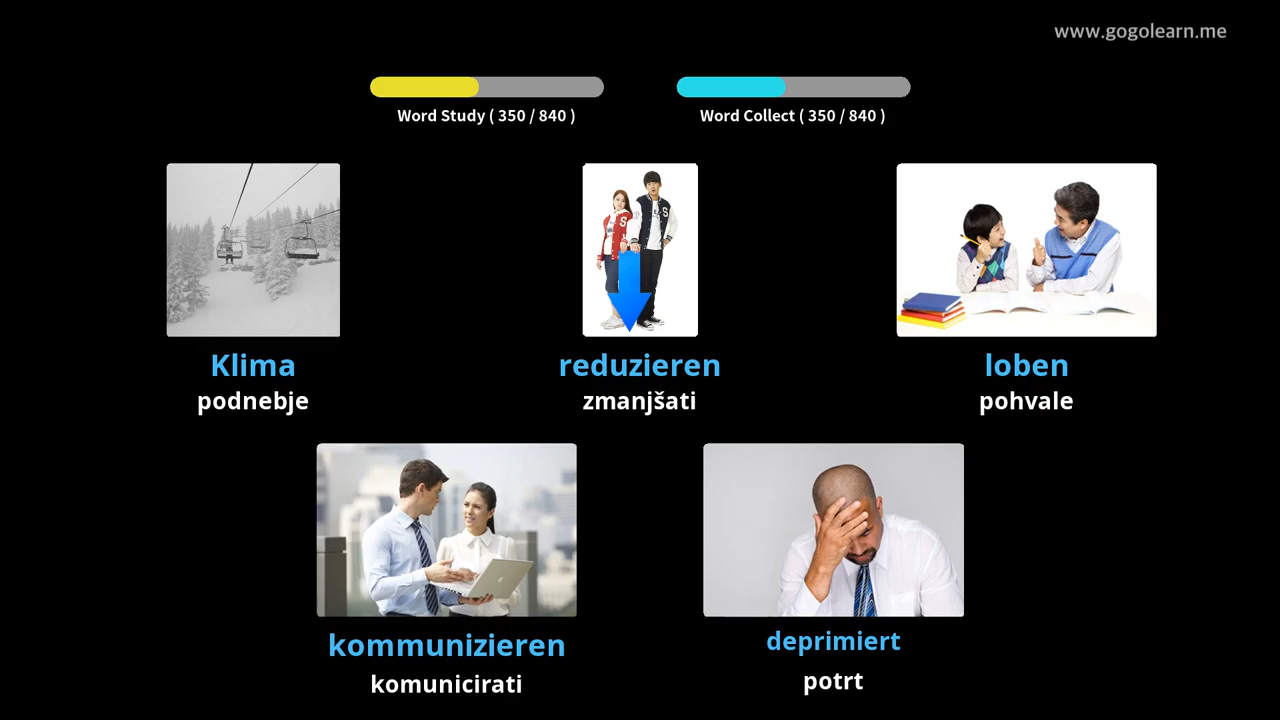 www.gogolearn.me
Word Study ( 350 / 840 )
Word Collect ( 350 / 840 )
S
S
Klima
podnebje
reduzieren
zmanjšati
loben
pohvale
kommunizieren
komunicirati
deprimiert
potrt